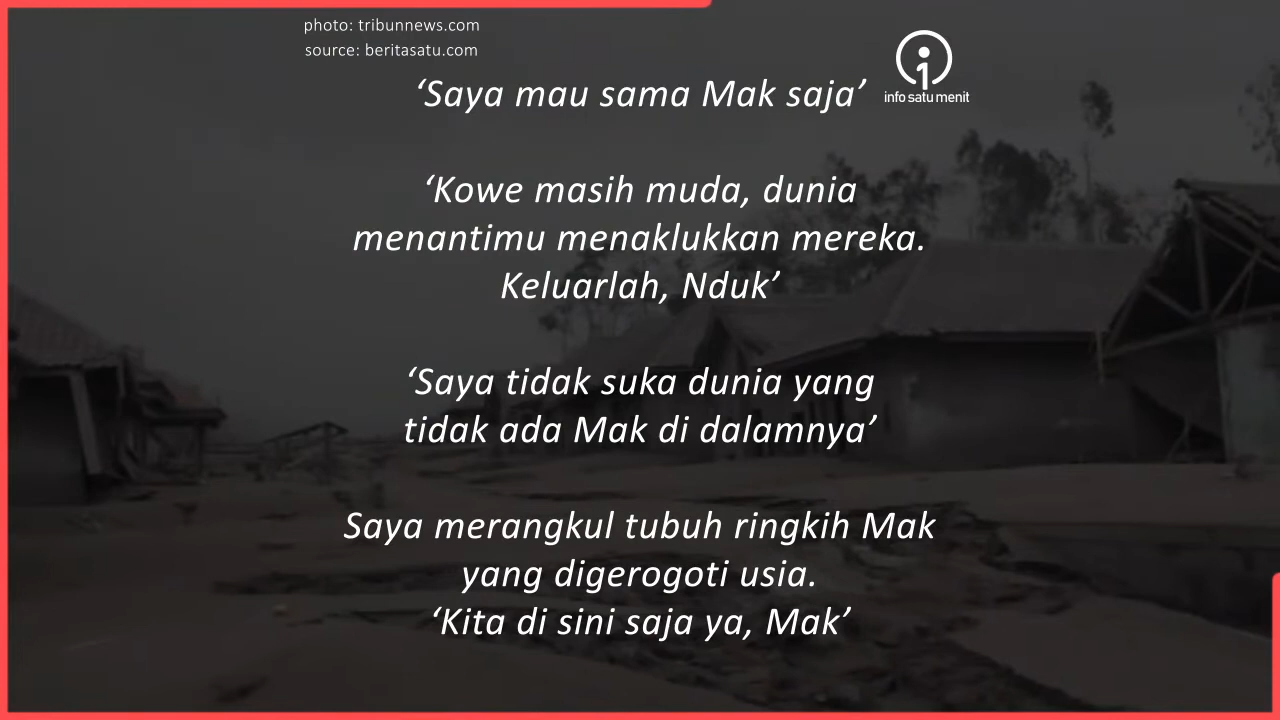 photo: tribunnews.com
source: beritasatu.com
info satu menit
‘Saya mau sama Mak saja’
‘Kowe masih muda, dunia
menantimu menaklukkan mereka.
Keluarlah, Nduk’
‘Saya tidak suka dunia yang
tidak ada Mak di dalamnya’
Saya merangkul tubuh ringkih Mak
yang digerogoti usia.
‘Kita di sini saja ya, Mak’